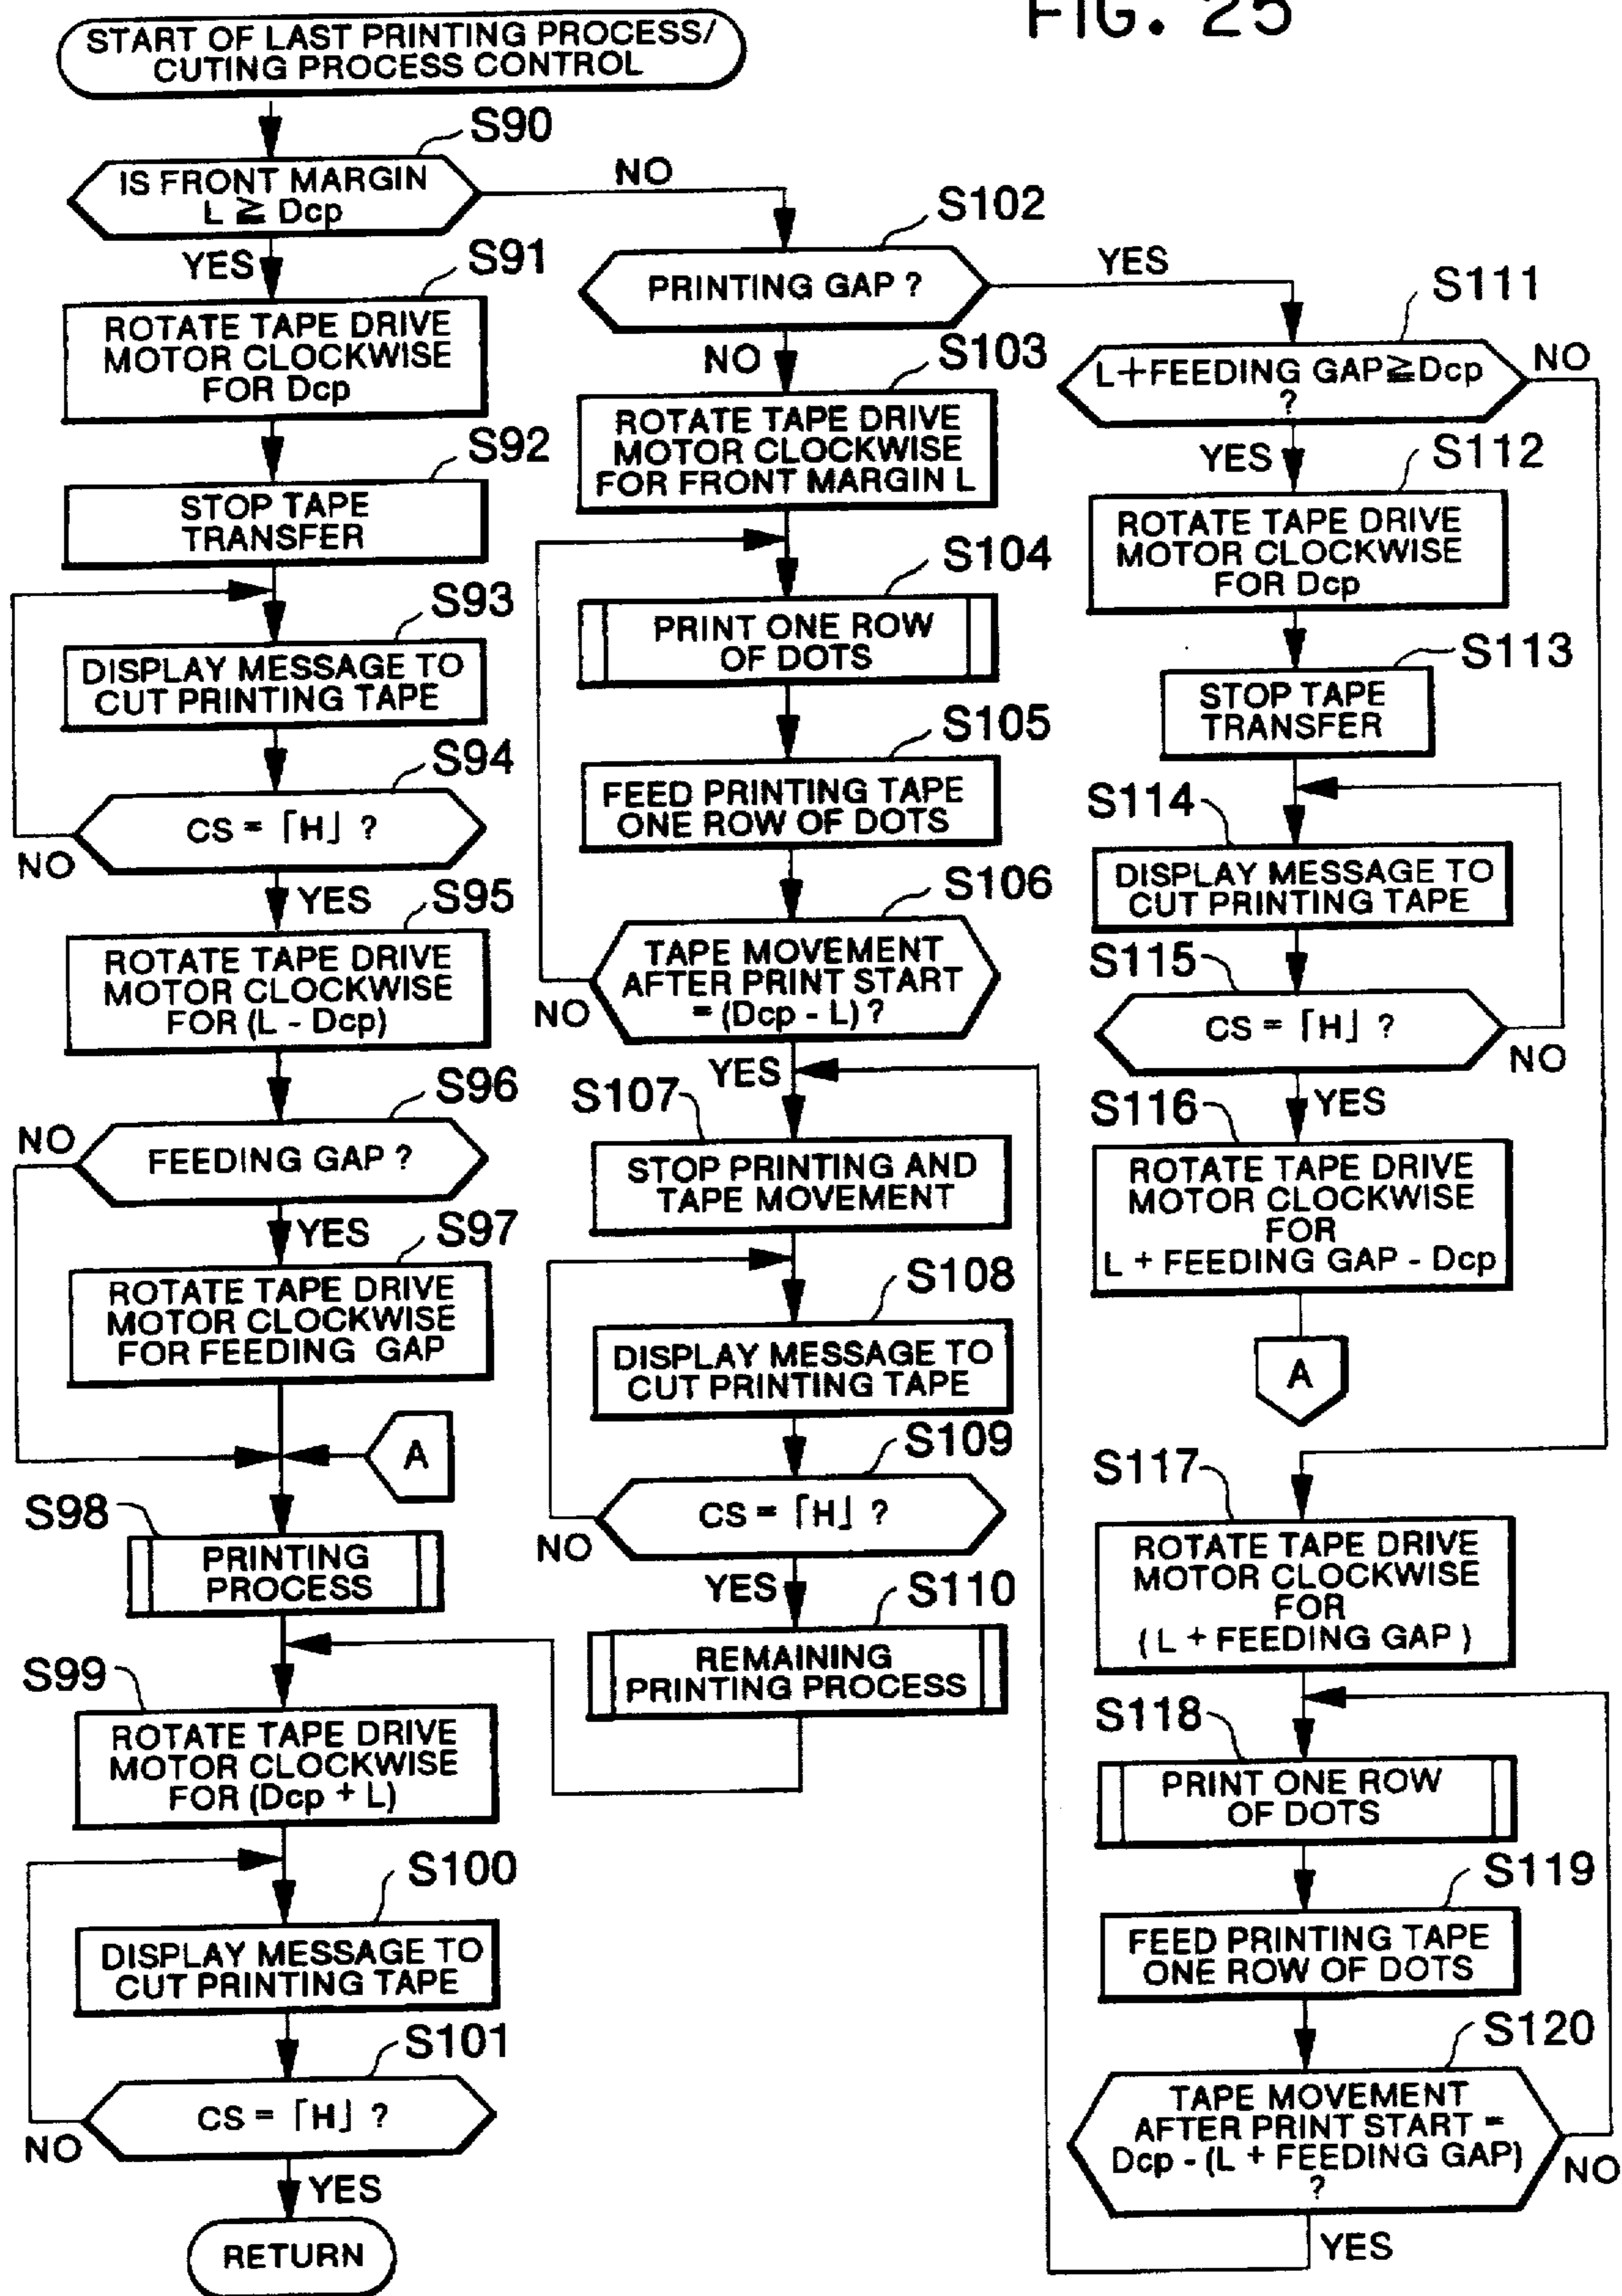 FIG. 25
START OF LAST PRINTING PROCESS/
CUTING PROCESS CONTROL
S90
IS FRONT MARGIN
L ≧ Dcp
NO
YES
S91
ROTATE TAPE DRIVE
MOTOR CLOCKWISE
FOR Dcp
S92
STOP TAPE
TRANSFER
S93
DISPLAY MESSAGE TO
CUT PRINTING TAPE
S94
CS = ⌈H⌋ ?
NO
YES
S95
ROTATE TAPE DRIVE
MOTOR CLOCKWISE
FOR (L - Dcp)
S96
NO
FEEDING GAP ?
YES
S97
ROTATE TAPE DRIVE
MOTOR CLOCKWISE
FOR FEEDING GAP
A
S98
PRINTING
PROCESS
S99
ROTATE TAPE DRIVE
MOTOR CLOCKWISE
FOR (Dcp + L)
S100
DISPLAY MESSAGE TO
CUT PRINTING TAPE
S101
CS = ⌈H⌋ ?
NO
YES
RETURN
S102
PRINTING GAP ?
YES
NO
S103
ROTATE TAPE DRIVE
MOTOR CLOCKWISE
FOR FRONT MARGIN L
S104
PRINT ONE ROW
OF DOTS
S105
FEED PRINTING TAPE
ONE ROW OF DOTS
S106
TAPE MOVEMENT
AFTER PRINT START
= (Dcp - L) ?
NO
YES
S107
STOP PRINTING AND
TAPE MOVEMENT
S108
DISPLAY MESSAGE TO
CUT PRINTING TAPE
S109
CS = ⌈H⌋ ?
NO
YES
S110
REMAINING
PRINTING PROCESS
S111
L+FEEDING GAP≧Dcp
?
NO
YES
S112
ROTATE TAPE DRIVE
MOTOR CLOCKWISE
FOR Dcp
S113
STOP TAPE
TRANSFER
S114
DISPLAY MESSAGE TO
CUT PRINTING TAPE
S115
CS = ⌈H⌋ ?
NO
YES
S116
ROTATE TAPE DRIVE
MOTOR CLOCKWISE
FOR
L + FEEDING GAP - Dcp
A
S117
ROTATE TAPE DRIVE
MOTOR CLOCKWISE
FOR
( L + FEEDING GAP )
S118
PRINT ONE ROW
OF DOTS
S119
FEED PRINTING TAPE
ONE ROW OF DOTS
S120
TAPE MOVEMENT
AFTER PRINT START =
Dcp - (L + FEEDING GAP)
?
NO
YES